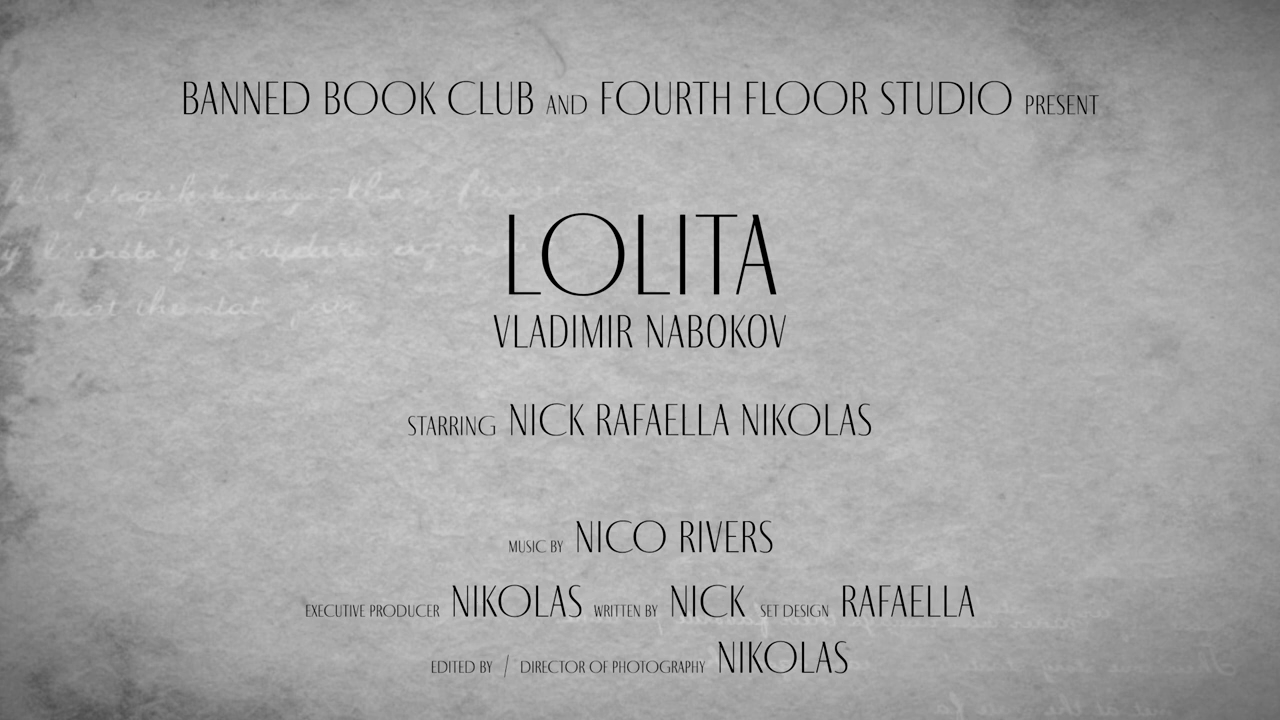 BANNED BOOK CLUB AND FOURTH FLOOR STUDIO PRESENT
LOLITA
VLADIMIR NABOKOV
STARRING NICK RAFAELLA NIKOLAS
MUSIC BY NICO RIVERS
EXECUTIVE PRODUCER NIKOLAS WRITTEN BY NICK SET DESIGN RAFAELLA
EDITED BY / DIRECTOR OF PHOTOGRAPHY NIKOLAS